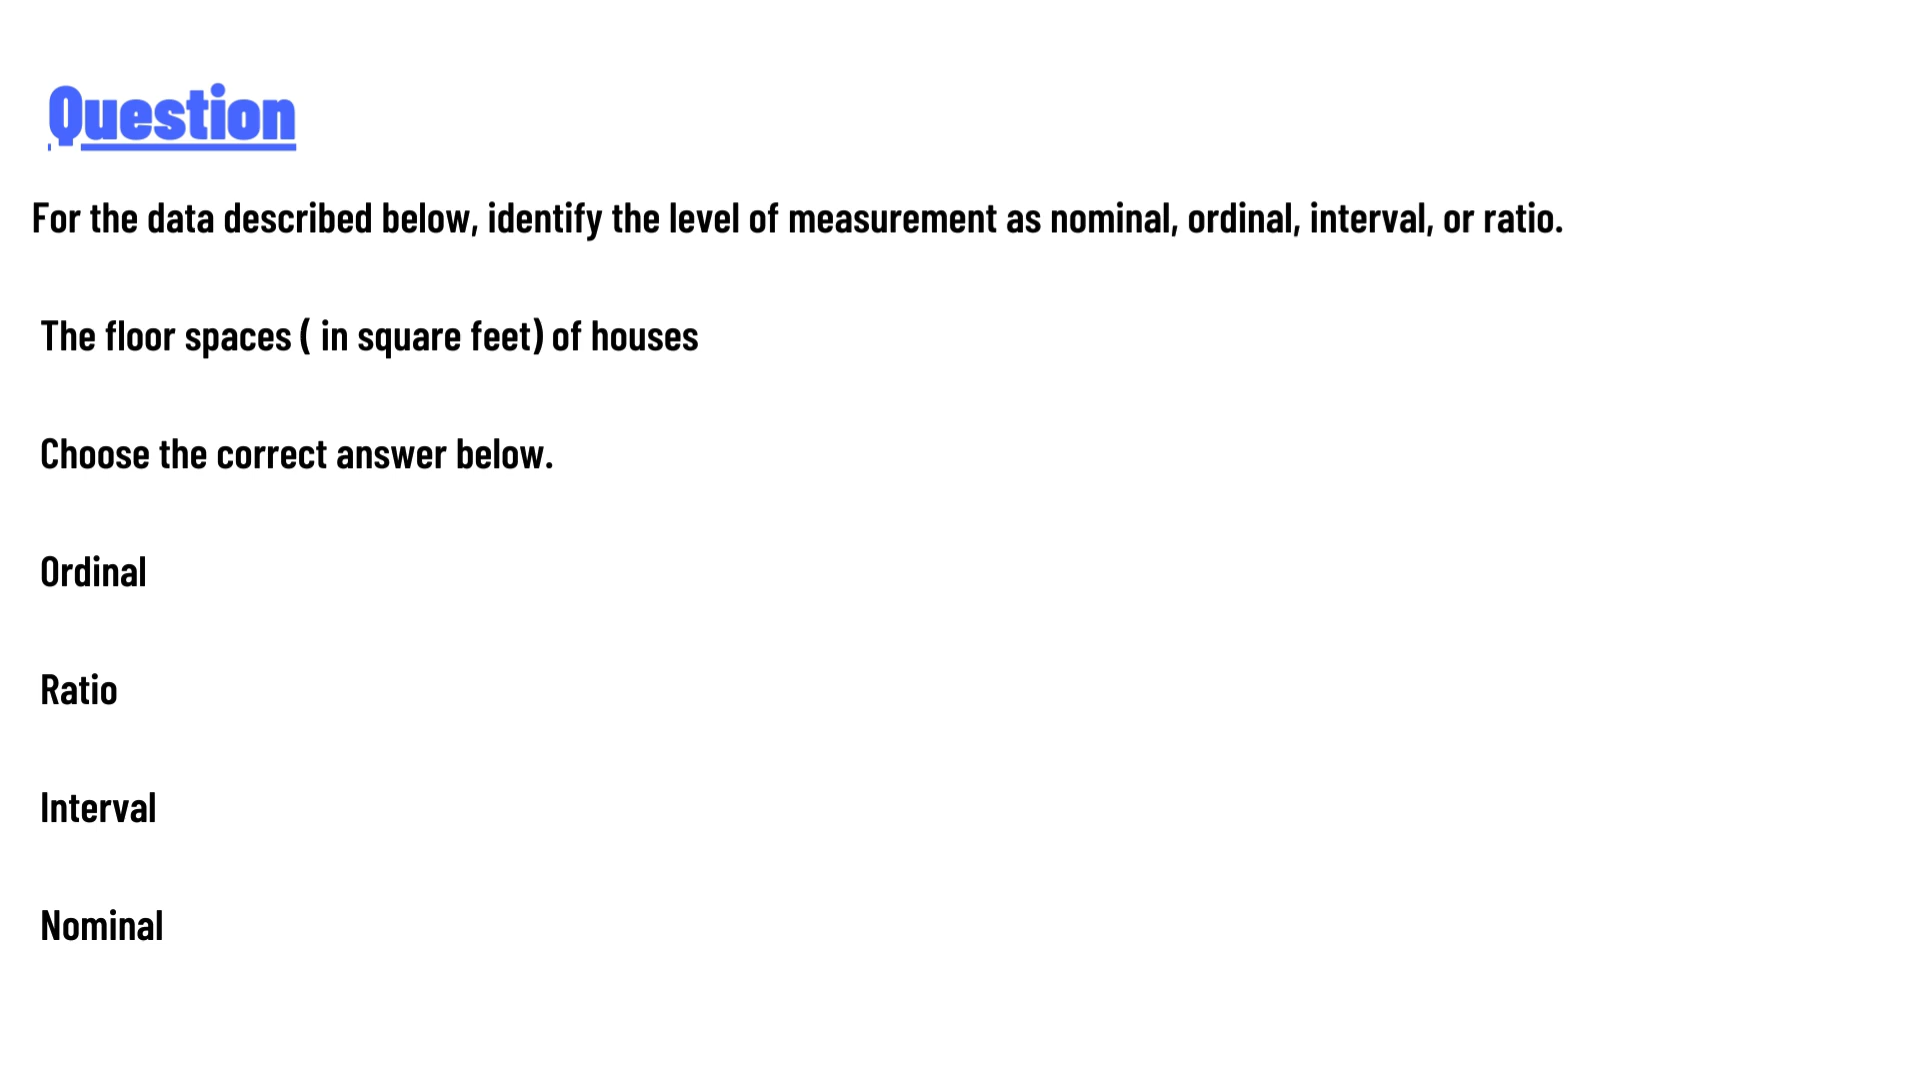 Question
For the data described below, identify the level of measurement as nominal, ordinal, interval, or ratio.
The floor spaces ( in square feet) of houses
Choose the correct answer below.
Ordinal
Ratio
Interval
Nominal